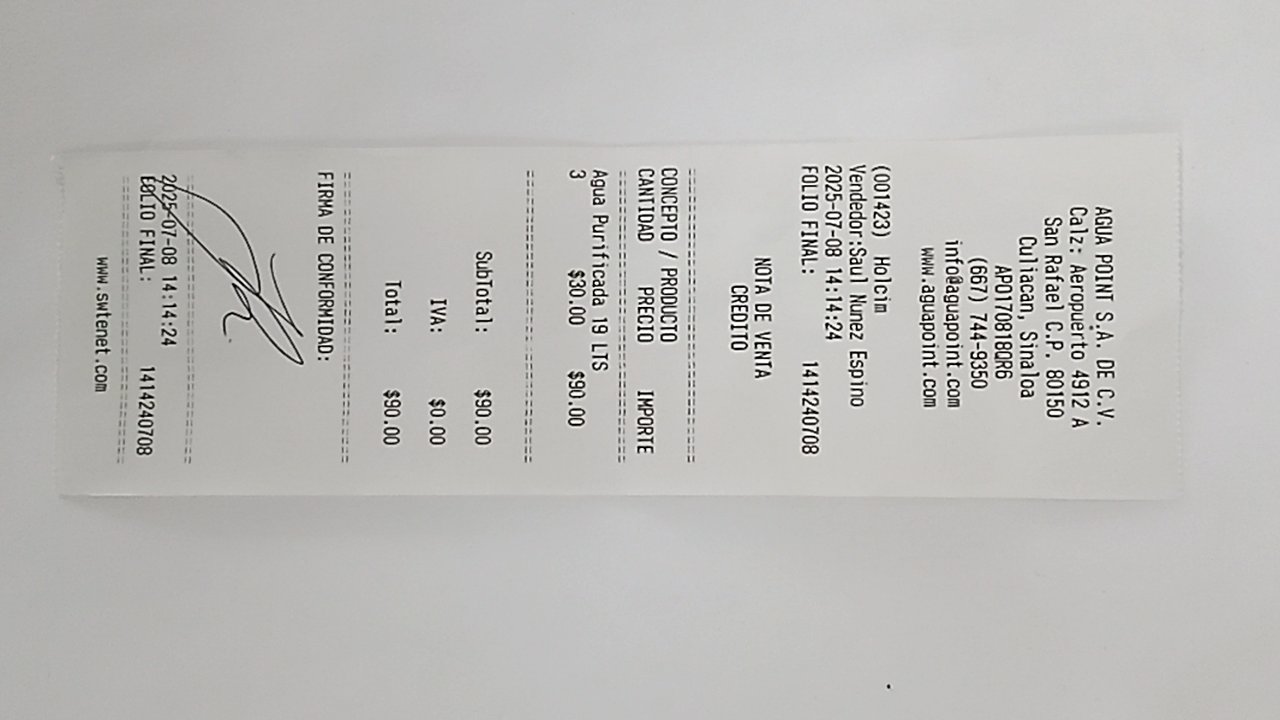 AGUA POINT S.A. DE C.V.
Calz: Aeropuerto 4912 A
San Rafael C.P. 80150
Culiacan, Sinaloa
APO170818QR6
(667) 744-9350
info@aguapoint.com
www.aguapoint.com
(001423) Holcim
Vendedor:Saul Nunez Espino
2025-07-08 14:14:24
FOLIO FINAL: 1414240708
NOTA DE VENTA
CREDITO
CONCEPTO / PRODUCTO
CANTIDAD PRECIO IMPORTE
Agua Purificada 19 LTS
3 $30.00 $90.00
SubTotal: $90.00
IVA: $0.00
Total: $90.00
FIRMA DE CONFORMIDAD:
2025-07-08 14:14:24
FOLIO FINAL: 1414240708
www.swtenet.com